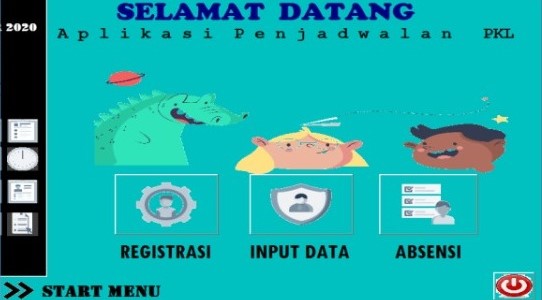 SELAMAT DATANG
Aplikasi Penjadwalan PKL
2020
REGISTRASI
INPUT DATA
ABSENSI
START MENU